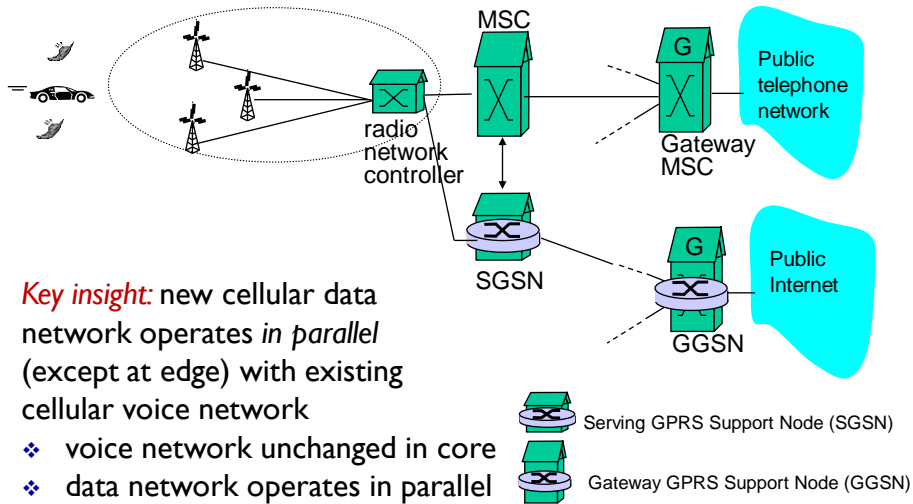 MSC
G
Public
telephone
network
radio
network
controller
Gateway
MSC
SGSN
G
Public
Internet
GGSN
Key insight: new cellular data
network operates in parallel
(except at edge) with existing
cellular voice network
voice network unchanged in core
data network operates in parallel
Serving GPRS Support Node (SGSN)
Gateway GPRS Support Node (GGSN)